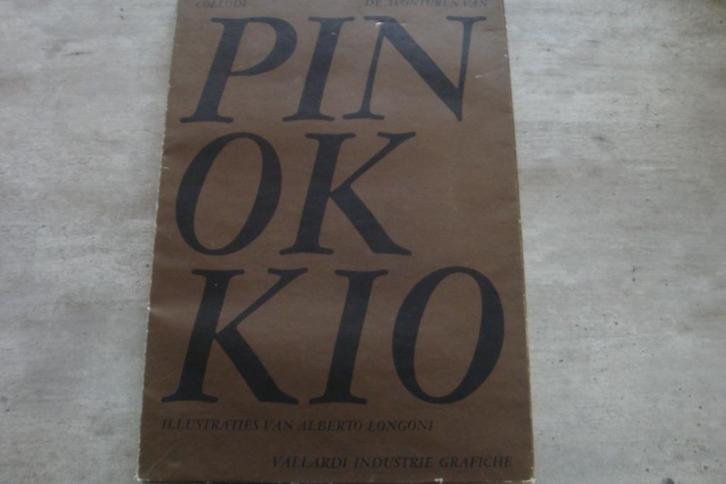 COLLODI DE AVONTUREN VAN
PIN
OK
KIO
ILLUSTRATIES VAN ALBERTO LONGONI
VALLARDI INDUSTRIE GRAFICHE